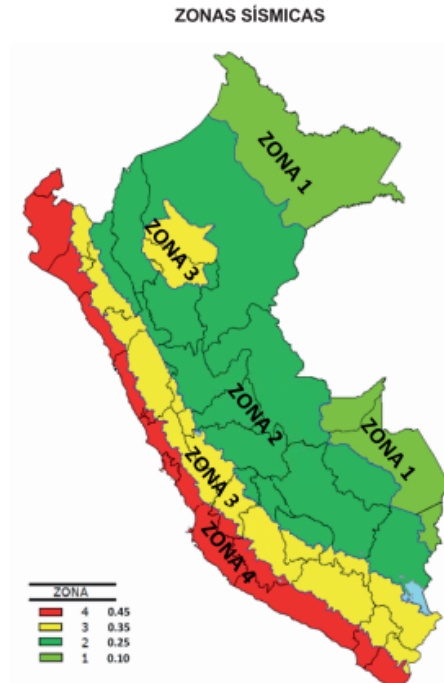 ZONAS SÍSMICAS
ZONA 1
ZONA 3
ZONA 2
ZONA 1
ZONA 3
ZONA 4
ZONA
4 0.45
3 0.35
2 0.25
1 0.10